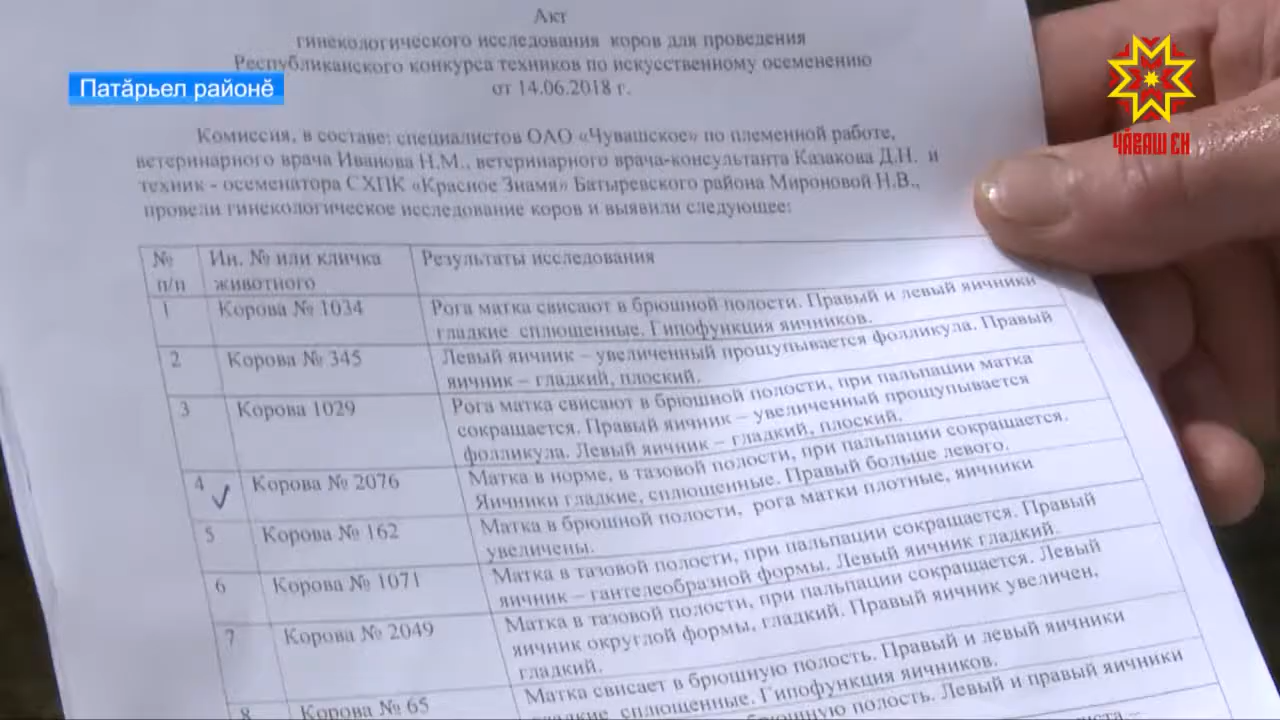 Акт
гинекологического исследования коров для проведения
Республиканского конкурса техников по искусственному осеменению
от 14.06.2018 г.
Патӑрьел районӗ
ЧӐВАШ ЕН
Комиссия, в составе: специалистов ОАО «Чувашское» по племенной работе,
ветеринарного врача Иванова Н.М., ветеринарного врача-консультанта Казакова Д.Н. и
техник - осеменатора СХПК «Красное Знамя» Батыревского района Мироновой Н.В.,
провели гинекологическое исследование коров и выявили следующее:
№ п/п
Ин. № или кличка
животного
Результаты исследования
1 Корова № 1034 Рога матка свисают в брюшной полости. Правый и левый яичники
гладкие сплющенные. Гипофункция яичников.
2 Корова № 345 Левый яичник – увеличенный прощупывается фолликула. Правый
яичник – гладкий, плоский.
3 Корова 1029 Рога матка свисают в брюшной полости, при пальпации матка
сокращается. Правый яичник – увеличенный прощупывается
фолликула. Левый яичник – гладкий, плоский.
4 Корова № 2076 Матка в норме, в тазовой полости, при пальпации сокращается.
Яичники гладкие, сплющенные. Правый больше левого.
5 Корова № 162 Матка в брюшной полости, рога матки плотные, яичники
увеличены.
6 Корова № 1071 Матка в тазовой полости, при пальпации сокращается. Правый
яичник – гантелеобразной формы. Левый яичник гладкий.
7 Корова № 2049 Матка в тазовой полости, при пальпации сокращается. Левый
яичник округлой формы, гладкий. Правый яичник увеличен,
гладкий.
8 Корова № 65 Матка свисает в брюшную полость. Правый и левый яичники
гладкие сплющенные. Гипофункция яичников.
брюшную полость. Левый и правый яичники